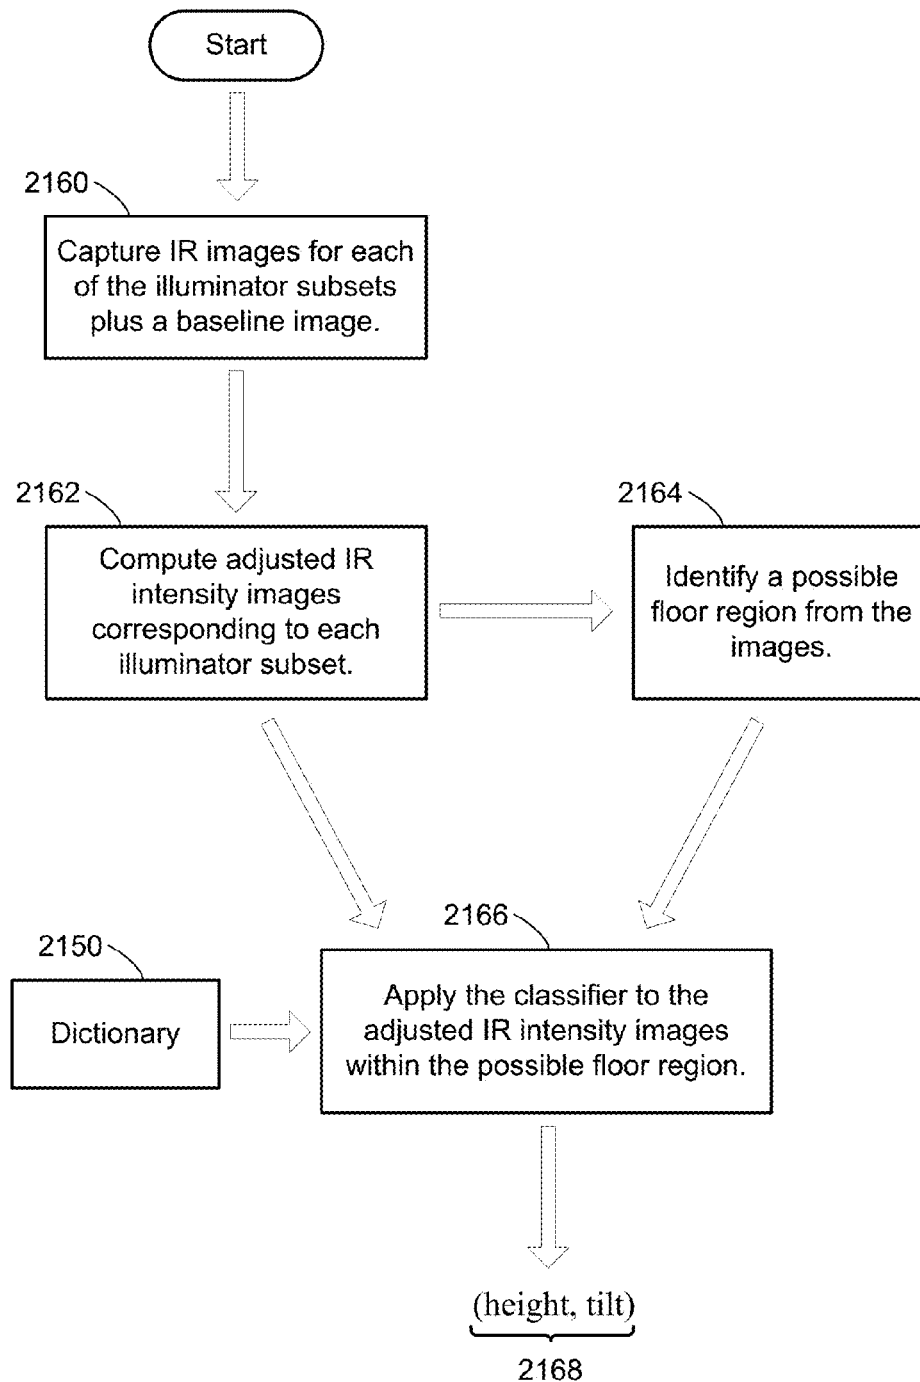 Start
2160
Capture IR images for each
of the illuminator subsets
plus a baseline image.
2162
Compute adjusted IR
intensity images
corresponding to each
illuminator subset.
2164
Identify a possible
floor region from the
images.
2150
Dictionary
2166
Apply the classifier to the
adjusted IR intensity images
within the possible floor region.
(height, tilt)
2168